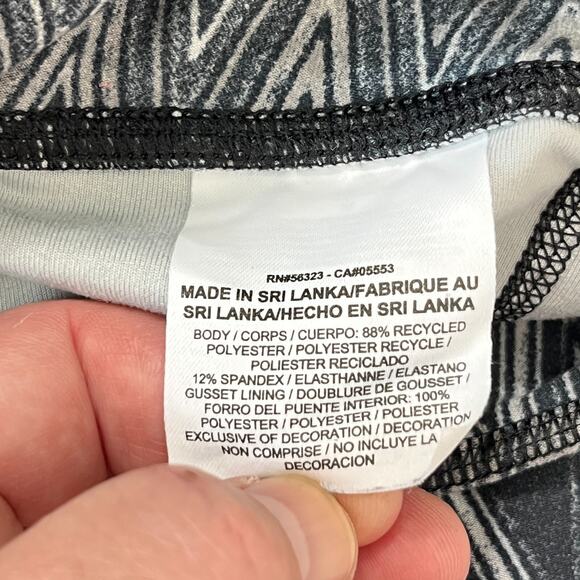 RN#56323 - CA#05553
MADE IN SRI LANKA/FABRIQUE AU
SRI LANKA/HECHO EN SRI LANKA
BODY / CORPS / CUERPO: 88% RECYCLED
POLYESTER / POLYESTER RECYCLE /
POLIESTER RECICLADO
12% SPANDEX / ELASTHANNE / ELASTANO
GUSSET LINING / DOUBLURE DE GOUSSET /
FORRO DEL PUENTE INTERIOR: 100%
POLYESTER / POLYESTER / POLIESTER
EXCLUSIVE OF DECORATION / DECORATION
NON COMPRISE / NO INCLUYE LA
DECORACION